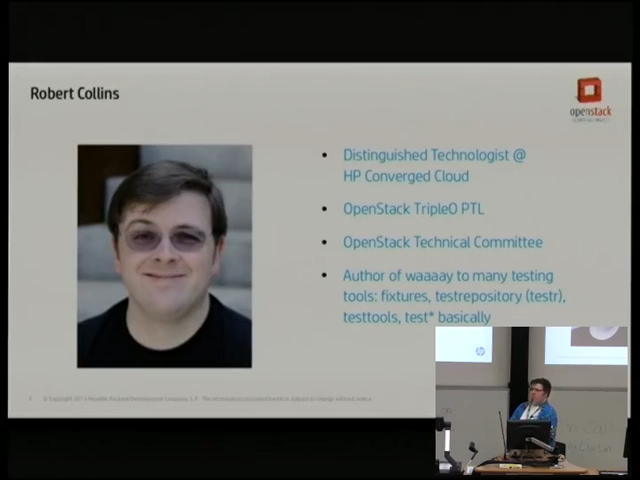 Robert Collins
openstack
• Distinguished Technologist @
HP Converged Cloud
• OpenStack TripleO PTL
• OpenStack Technical Committee
• Author of waaaay to many testing
tools: fixtures, testrepository (testr),
testtools, test* basically
hp